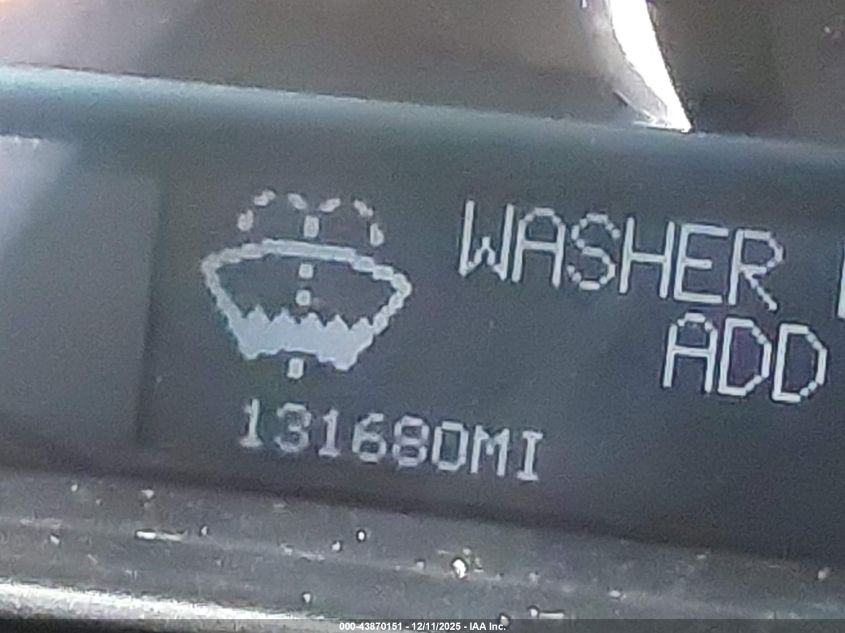 WASHER
ADD
131680MI
000-43870151 - 12/11/2025 - IAA Inc.